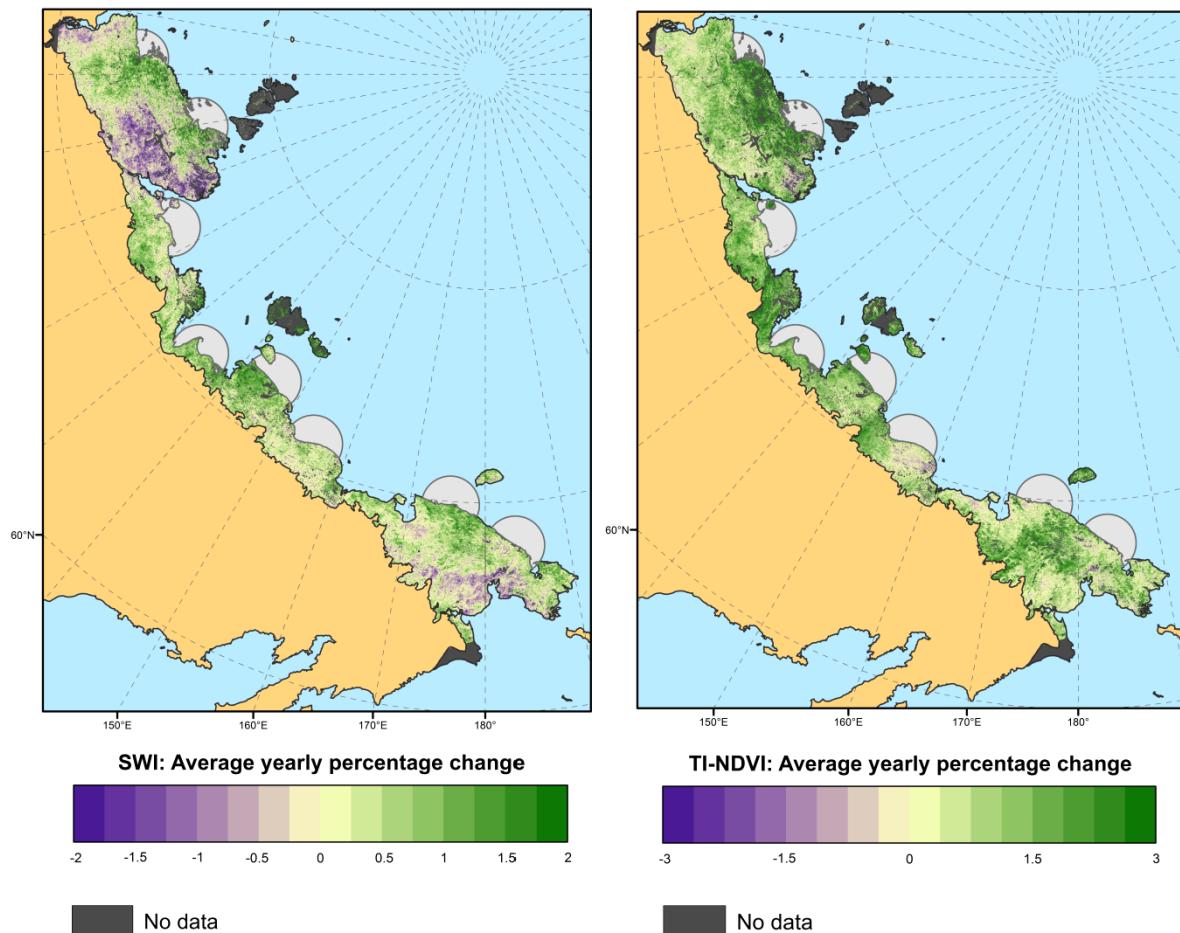 60°N
150°E
160°E
170°E
180°
60°N
150°E
160°E
170°E
180°
SWI: Average yearly percentage change
-2
-1.5
-1
-0.5
0
0.5
1
1.5
2
No data
TI-NDVI: Average yearly percentage change
-3
-1.5
0
1.5
3
No data